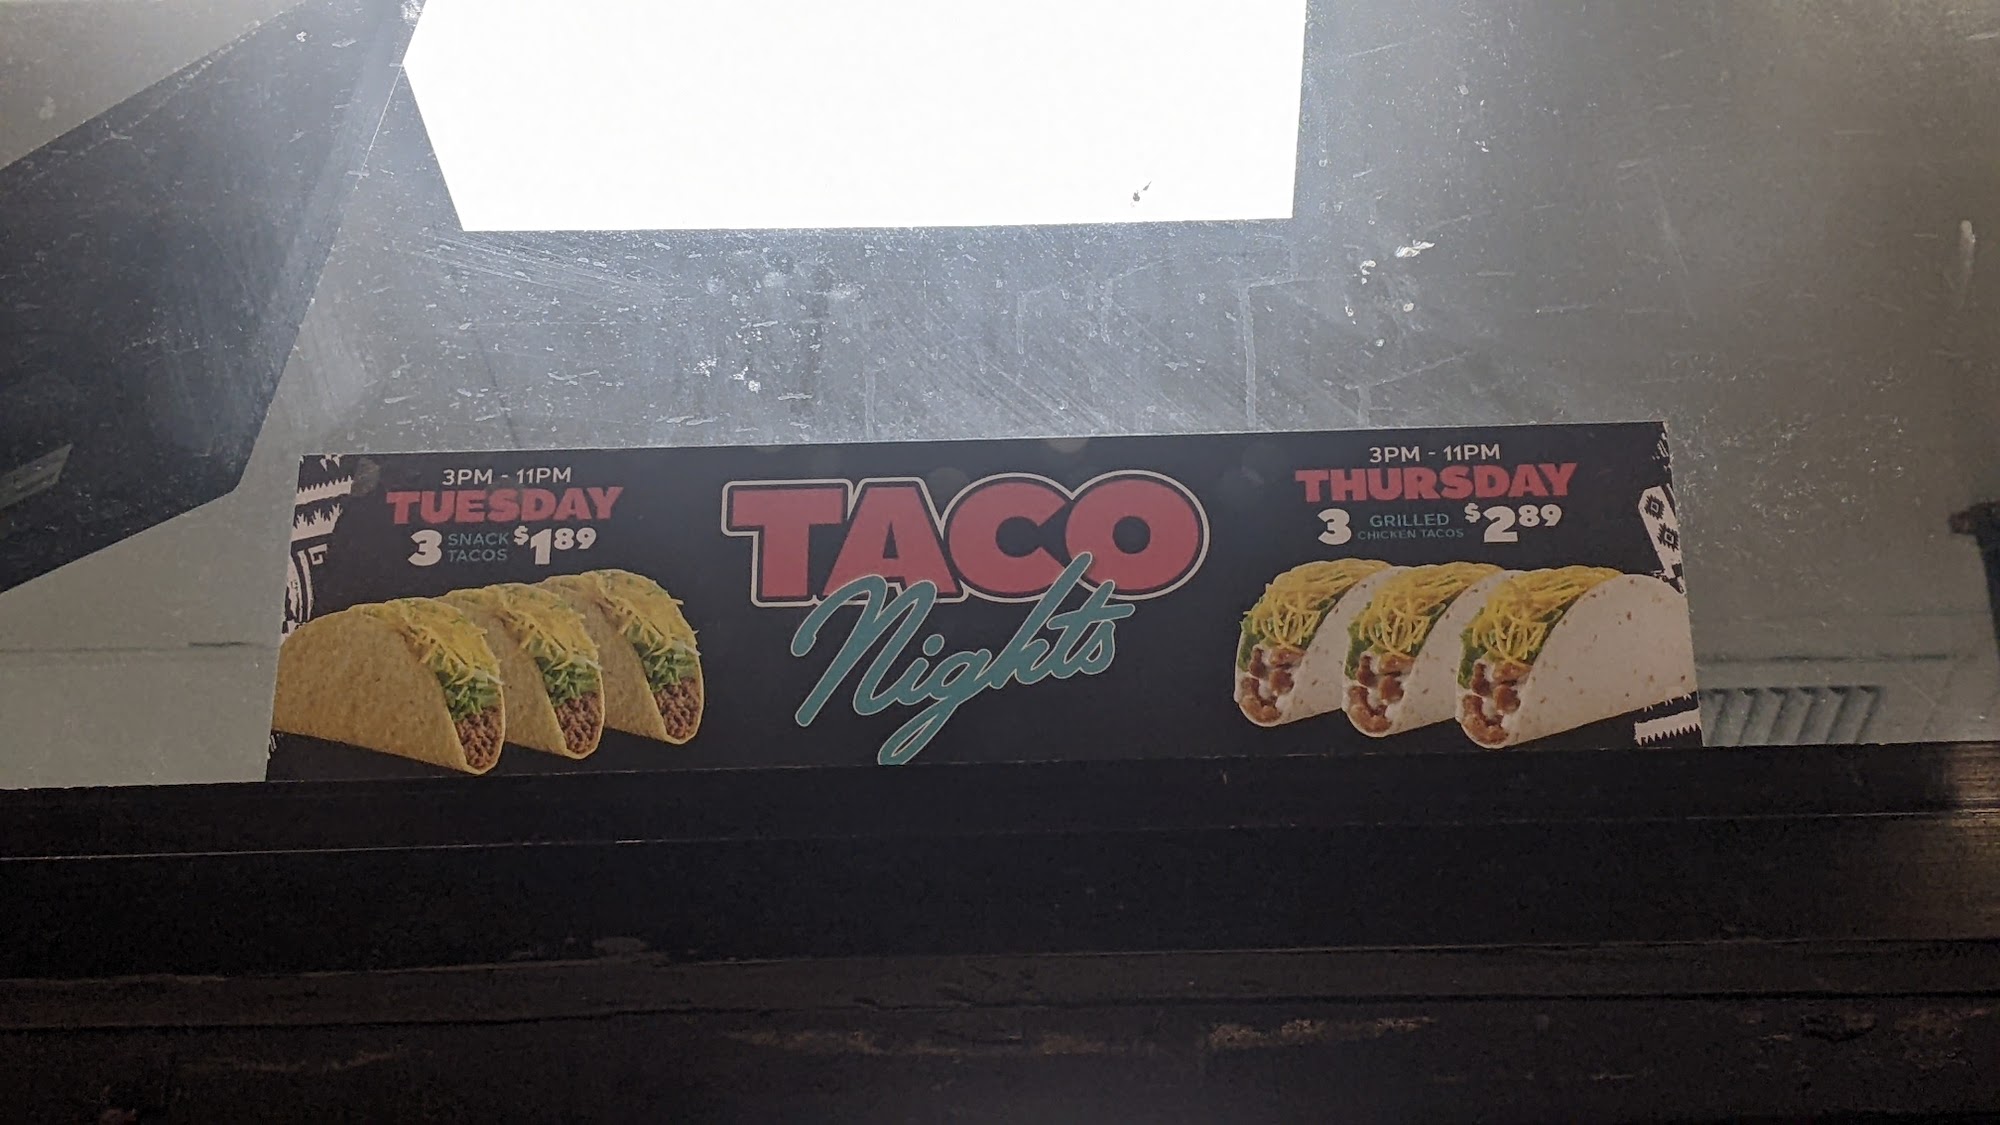 3PM - 11PM
TUESDAY
3 SNACK TACOS $1.89
TACO
Nights
3PM - 11PM
THURSDAY
3 GRILLED CHICKEN TACOS $2.89